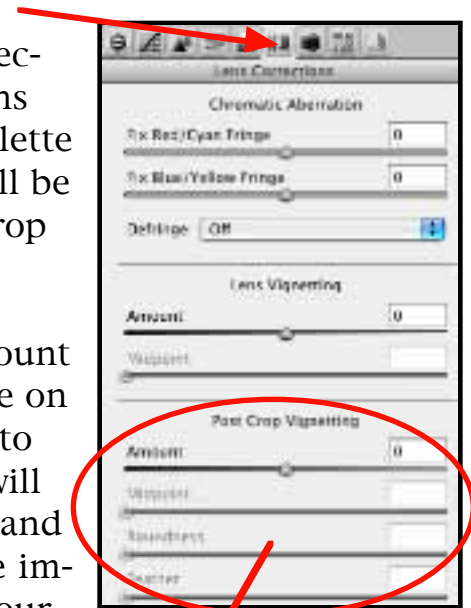 Lens Corrections
ec-
ns
Chromatic Aberration
Fix Red/Cyan Fringe 0
lette
ll be
Fix Blue/Yellow Fringe 0
rop
Defringe Off
Lens Vignetting
Amount 0
ount
Midpoint
e on
Post Crop Vignetting
to
Amount 0
will
Midpoint
and
Roundness
e im-
Feather
our